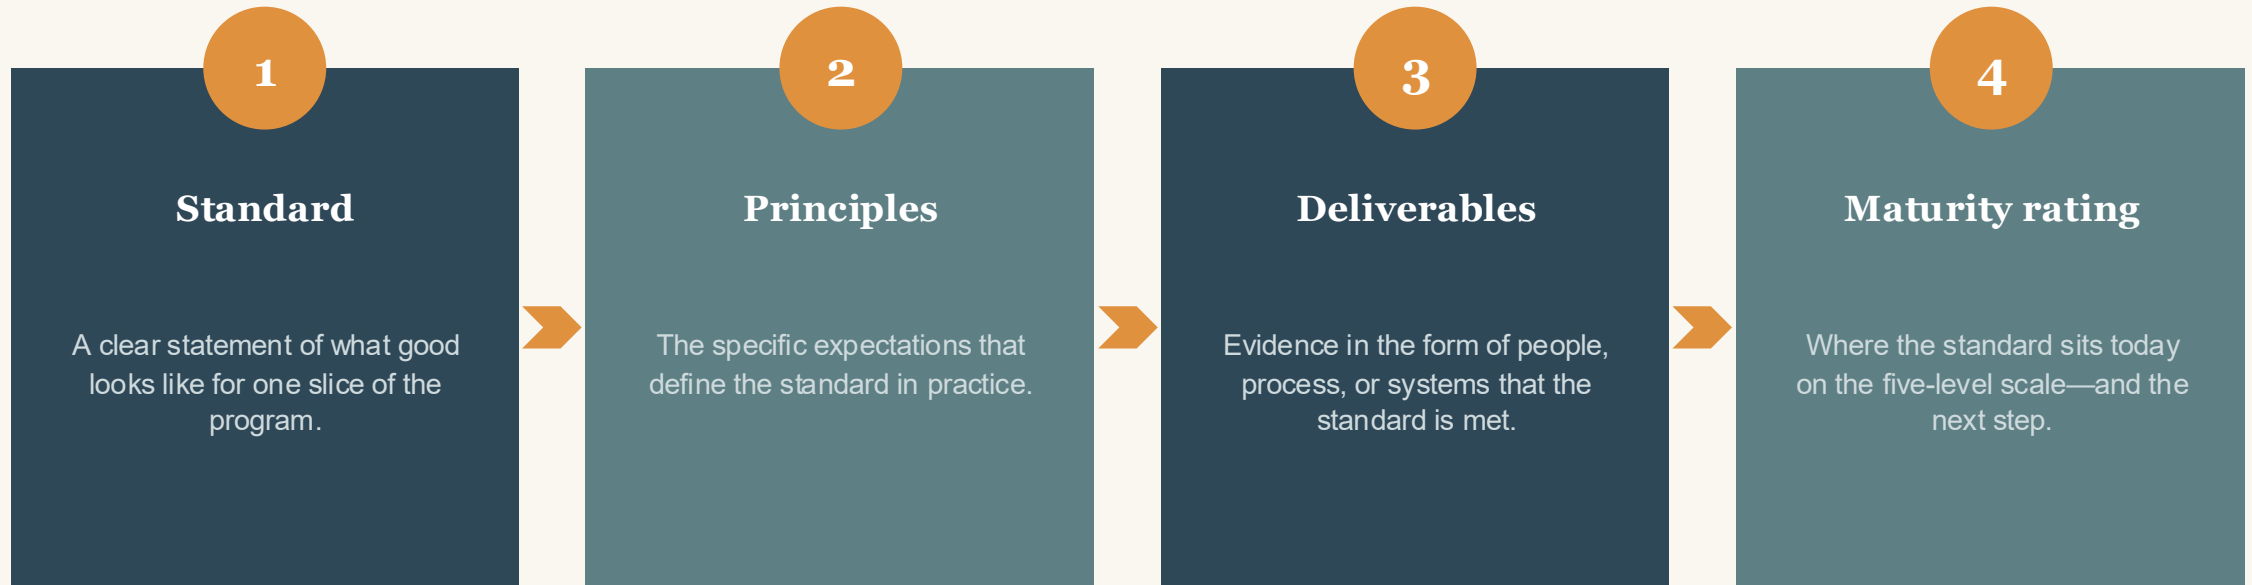 1
Standard
A clear statement of what good
looks like for one slice of the
program.
2
Principles
The specific expectations that
define the standard in practice.
3
Deliverables
Evidence in the form of people,
process, or systems that the
standard is met.
4
Maturity rating
Where the standard sits today
on the five-level scale—and the
next step.